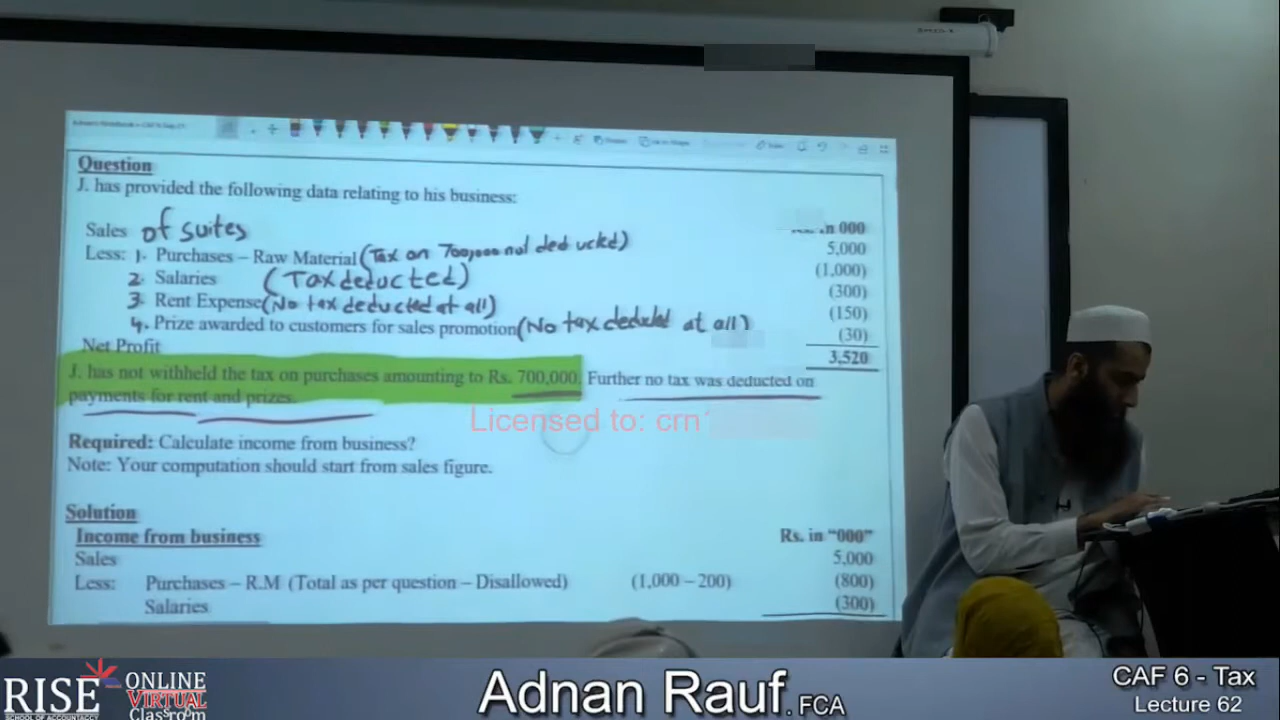 Question
J. has provided the following data relating to his business:
in 000
Sales of suites 5,000
Less: 1. Purchases – Raw Material (Tax on 700,000 not deducted) (1,000)
2. Salaries (Tax deducted) (300)
3. Rent Expense (No tax deducted at all) (150)
4. Prize awarded to customers for sales promotion (No tax deducted at all) (30)
Net Profit 3,520
J. has not withheld the tax on purchases amounting to Rs. 700,000. Further no tax was deducted on
payments for rent and prizes.
Licensed to: crn
Required: Calculate income from business?
Note: Your computation should start from sales figure.
Solution
Income from business Rs. in "000"
Sales 5,000
Less: Purchases – R.M (Total as per question – Disallowed) (1,000 – 200) (800)
Salaries (300)
RISE ONLINE VIRTUAL Classroom
SCHOOL OF ACCOUNTANCY
Adnan Rauf. FCA
CAF 6 - Tax
Lecture 62